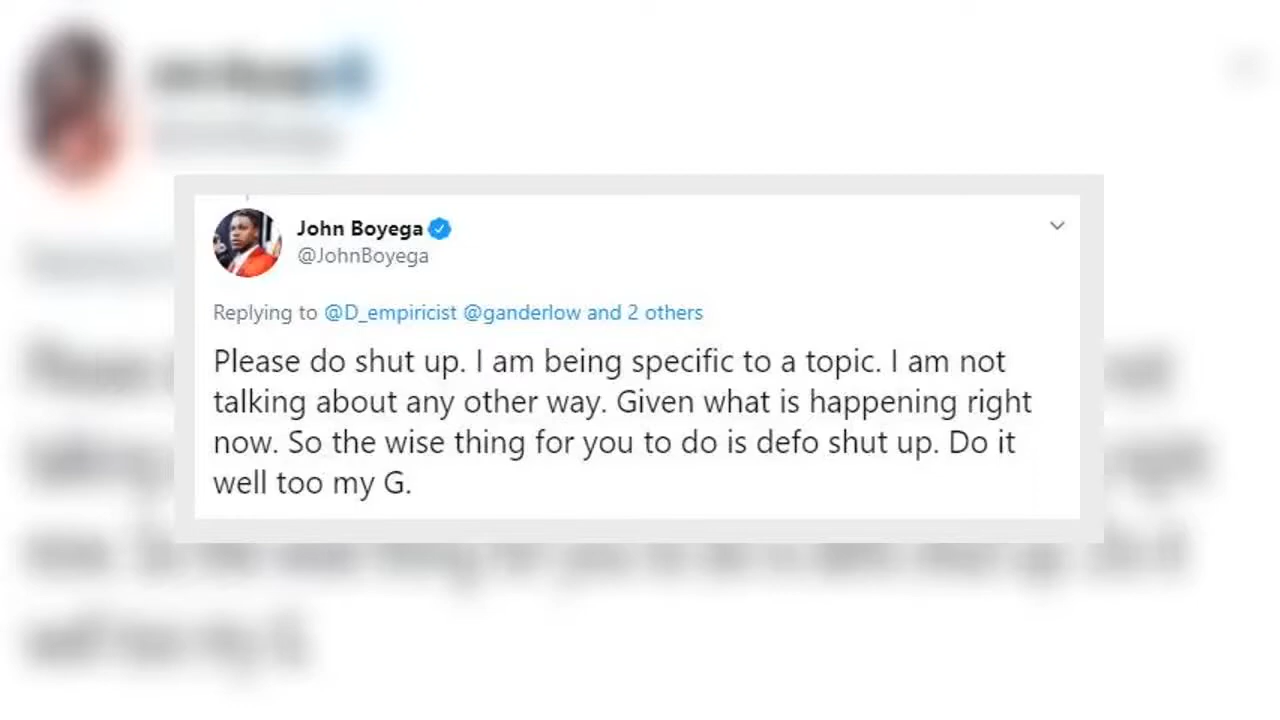 John Boyega
@JohnBoyega
Replying to @D_empiricist @ganderlow and 2 others
Please do shut up. I am being specific to a topic. I am not
talking about any other way. Given what is happening right
now. So the wise thing for you to do is defo shut up. Do it
well too my G.